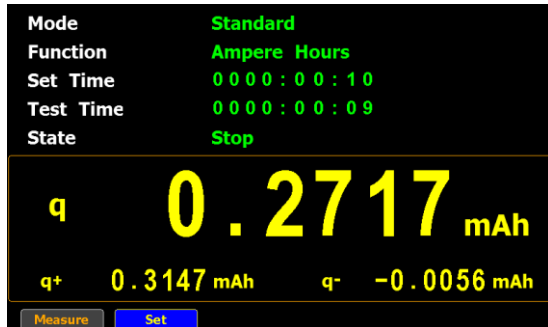 Mode Standard
Function Ampere Hours
Set Time 0000:00:10
Test Time 0000:00:09
State Stop
q 0.2717 mAh
q+ 0.3147 mAh q- -0.0056 mAh
Measure Set